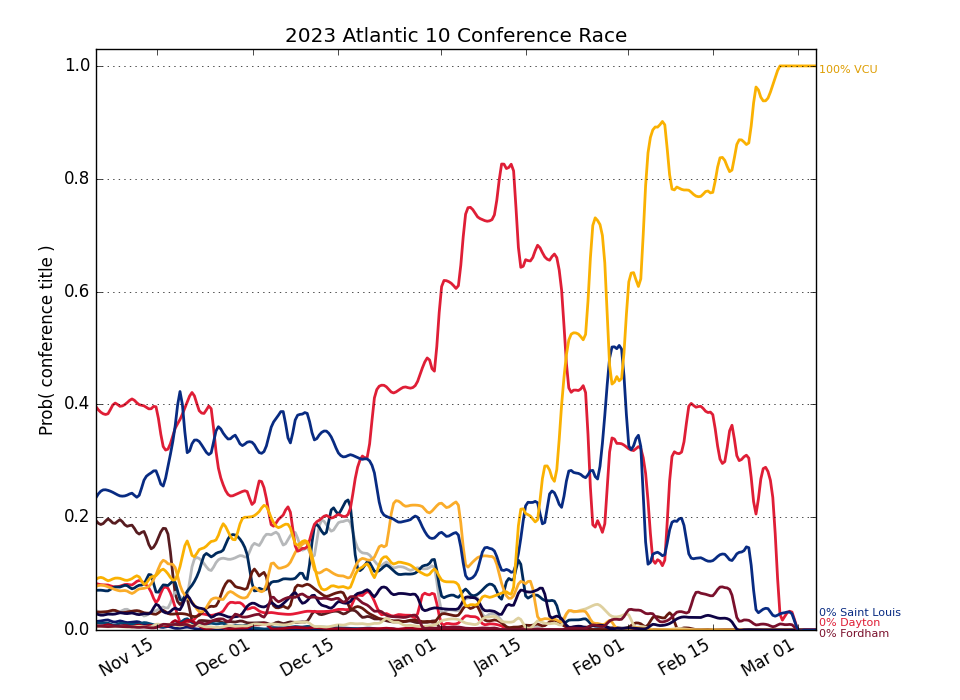 2023 Atlantic 10 Conference Race
Prob( conference title )
1.0
0.8
0.6
0.4
0.2
0.0
Nov 15
Dec 01
Dec 15
Jan 01
Jan 15
Feb 01
Feb 15
Mar 01
100% VCU
0% Saint Louis
0% Dayton
0% Fordham